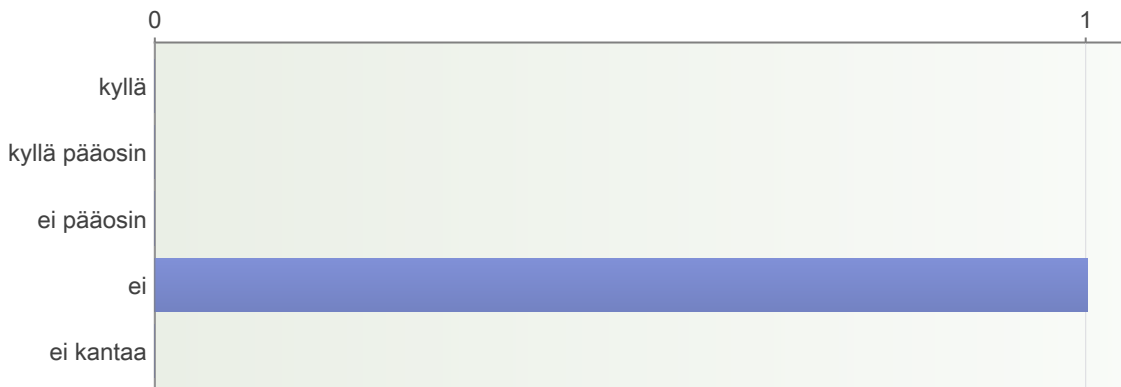 0 1
kyllä
kyllä pääosin
ei pääosin
ei
ei kantaa